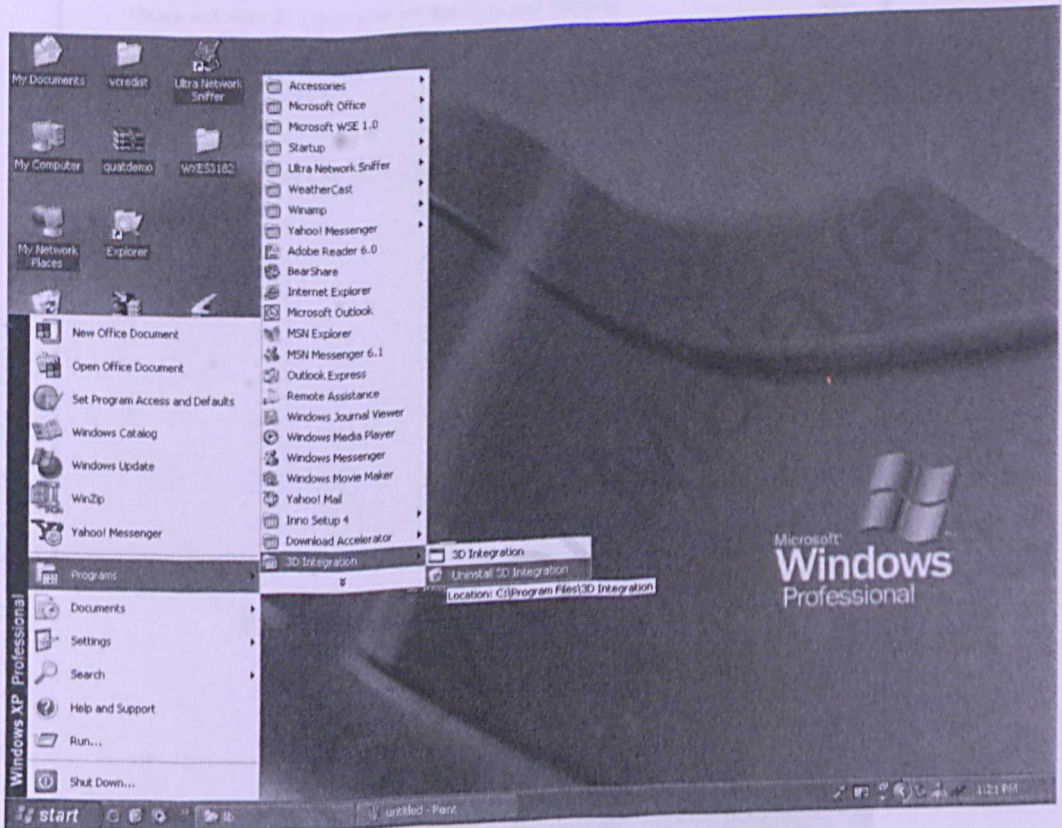 My Documents
vcredist
Ultra Network
Sniffer
My Computer
quatdemo
WXES3182
My Network
Places
Explorer
Accessories
Microsoft Office
Microsoft WSE 1.0
Startup
Ultra Network Sniffer
WeatherCast
Winamp
Yahoo! Messenger
Adobe Reader 6.0
BearShare
Internet Explorer
Microsoft Outlook
MSN Explorer
MSN Messenger 6.1
Outlook Express
Remote Assistance
Windows Journal Viewer
Windows Media Player
Windows Messenger
Windows Movie Maker
Yahoo! Mail
Inno Setup 4
Download Accelerator
3D Integration
3D Integration
Uninstall 3D Integration
Location: C:\Program Files\3D Integration
New Office Document
Open Office Document
Set Program Access and Defaults
Windows Catalog
Windows Update
WinZip
Yahoo! Messenger
Programs
Documents
Settings
Search
Help and Support
Run...
Shut Down...
Windows XP Professional
Microsoft
Windows
Professional
start
lib
untitled - Paint
1:21 PM